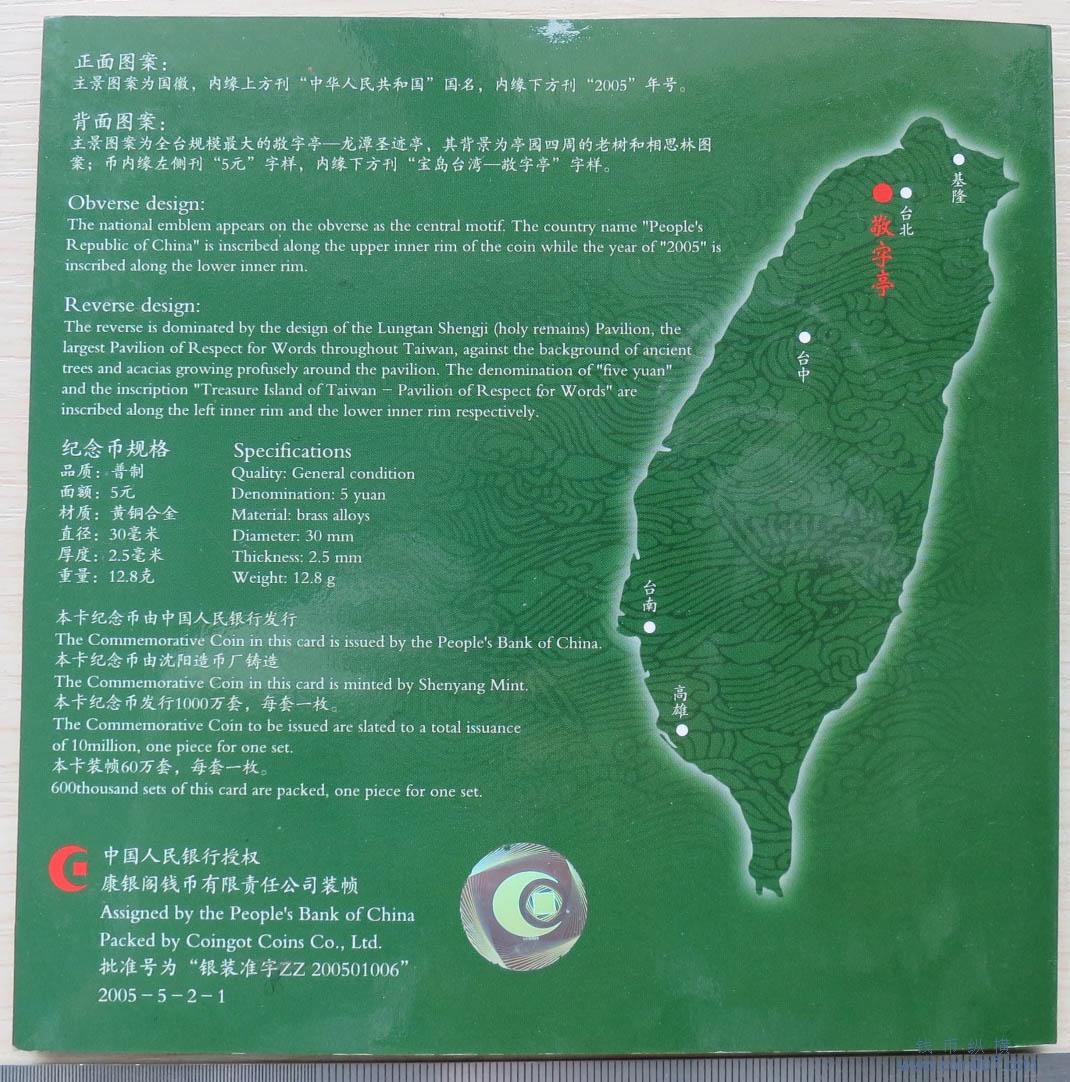 正面图案：
主景图案为国徽，内缘上方刊“中华人民共和国”国名，内缘下方刊“2005”年号。
背面图案：
主景图案为全台规模最大的敬字亭—龙潭圣迹亭，其背景为亭园四周的老树和相思林图
案；币内缘左侧刊“5元”字样，内缘下方刊“宝岛台湾—敬字亭”字样。
Obverse design:
The national emblem appears on the obverse as the central motif. The country name "People's
Republic of China" is inscribed along the upper inner rim of the coin while the year of "2005" is
inscribed along the lower inner rim.
Reverse design:
The reverse is dominated by the design of the Lungtan Shengji (holy remains) Pavilion, the
largest Pavilion of Respect for Words throughout Taiwan, against the background of ancient
trees and acacias growing profusely around the pavilion. The denomination of "five yuan"
and the inscription "Treasure Island of Taiwan - Pavilion of Respect for Words" are
inscribed along the left inner rim and the lower inner rim respectively.
纪念币规格
品质：普制
面额：5元
材质：黄铜合金
直径：30毫米
厚度：2.5毫米
重量：12.8克
Specifications
Quality: General condition
Denomination: 5 yuan
Material: brass alloys
Diameter: 30 mm
Thickness: 2.5 mm
Weight: 12.8 g
本卡纪念币由中国人民银行发行
The Commemorative Coin in this card is issued by the People's Bank of China.
本卡纪念币由沈阳造币厂铸造
The Commemorative Coin in this card is minted by Shenyang Mint.
本卡纪念币发行1000万套，每套一枚。
The Commemorative Coin to be issued are slated to a total issuance
of 10million, one piece for one set.
本卡装帧60万套，每套一枚。
600thousand sets of this card are packed, one piece for one set.
中国人民银行授权
康银阁钱币有限责任公司装帧
Assigned by the People's Bank of China
Packed by Coingot Coins Co., Ltd.
批准号为“银装准字ZZ 200501006”
2005-5-2-1
基隆
台北
敬字亭
台中
台南
高雄
钱币纵横